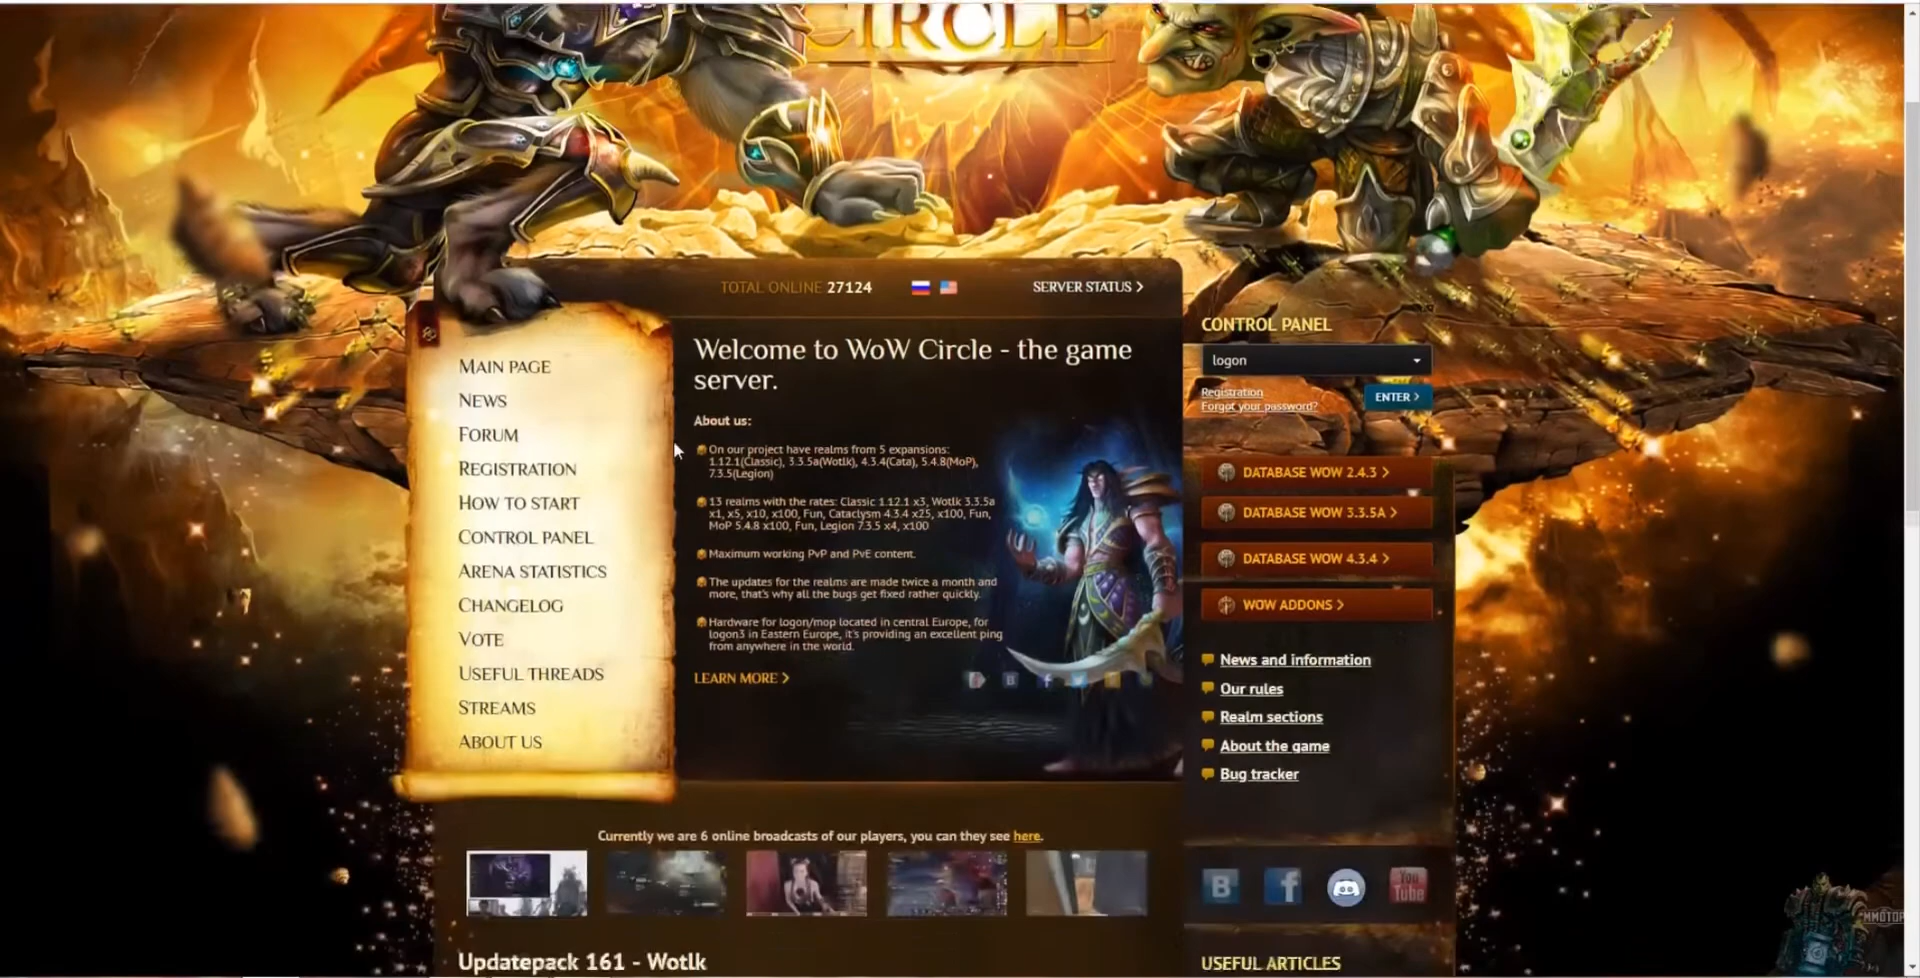 CIRCLE
TOTAL ONLINE 27124
SERVER STATUS >
MAIN PAGE
NEWS
FORUM
REGISTRATION
HOW TO START
CONTROL PANEL
ARENA STATISTICS
CHANGELOG
VOTE
USEFUL THREADS
STREAMS
ABOUT US
Welcome to WoW Circle - the game
server.
About us:
On our project have realms from 5 expansions:
1.12.1(Classic), 3.3.5a(Wotlk), 4.3.4(Cata), 5.4.8(MoP),
7.3.5(Legion)
13 realms with the rates: Classic 1.12.1 x3, Wotlk 3.3.5a
x1, x5, x10, x100, Fun, Cataclysm 4.3.4 x25, x100, Fun,
MoP 5.4.8 x100, Fun, Legion 7.3.5 x4, x100
Maximum working PvP and PvE content.
The updates for the realms are made twice a month and
more, that's why all the bugs get fixed rather quickly.
Hardware for logon/mop located in central Europe, for
logon3 in Eastern Europe, it's providing an excellent ping
from anywhere in the world.
LEARN MORE >
CONTROL PANEL
logon
Registration
Forgot your password?
ENTER >
DATABASE WOW 2.4.3 >
DATABASE WOW 3.3.5A >
DATABASE WOW 4.3.4 >
WOW ADDONS >
News and information
Our rules
Realm sections
About the game
Bug tracker
Currently we are 6 online broadcasts of our players, you can they see here.
B
f
You
Tube
MMOTOP
Updatepack 161 - Wotlk
USEFUL ARTICLES